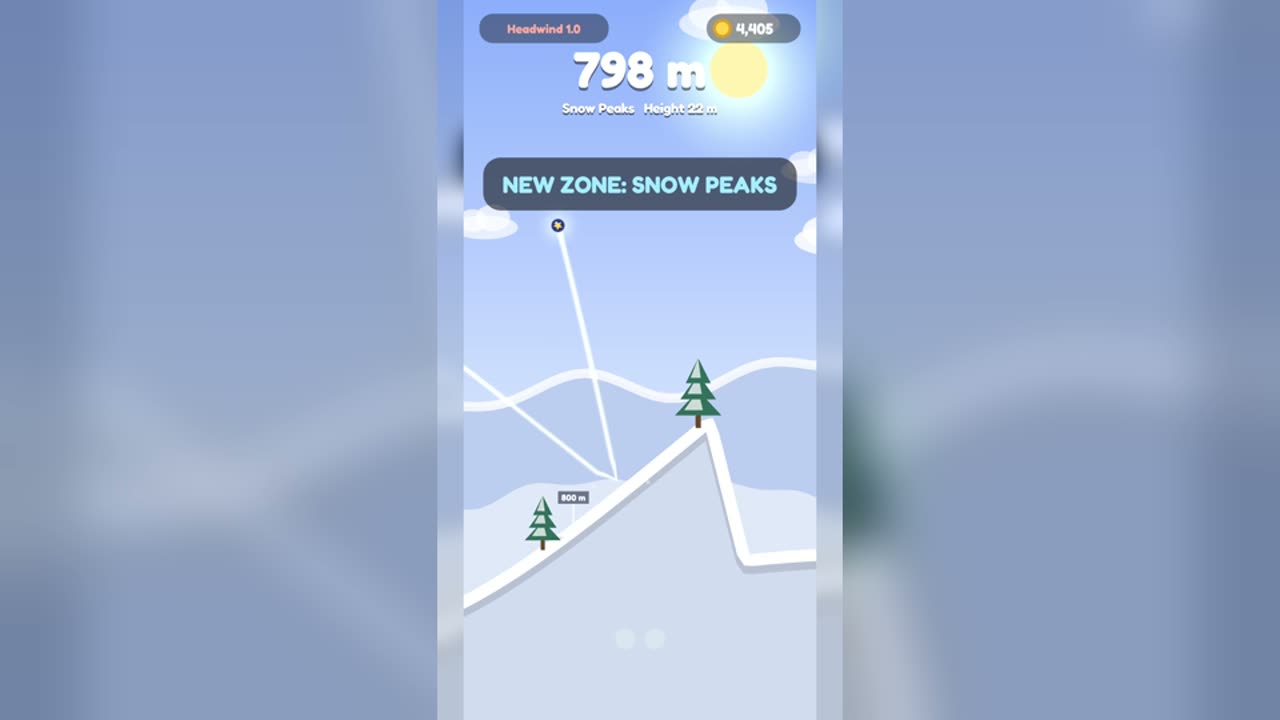 Headwind 1.0
4,405
798 m
Snow Peaks Height 22 m
NEW ZONE: SNOW PEAKS
800 m